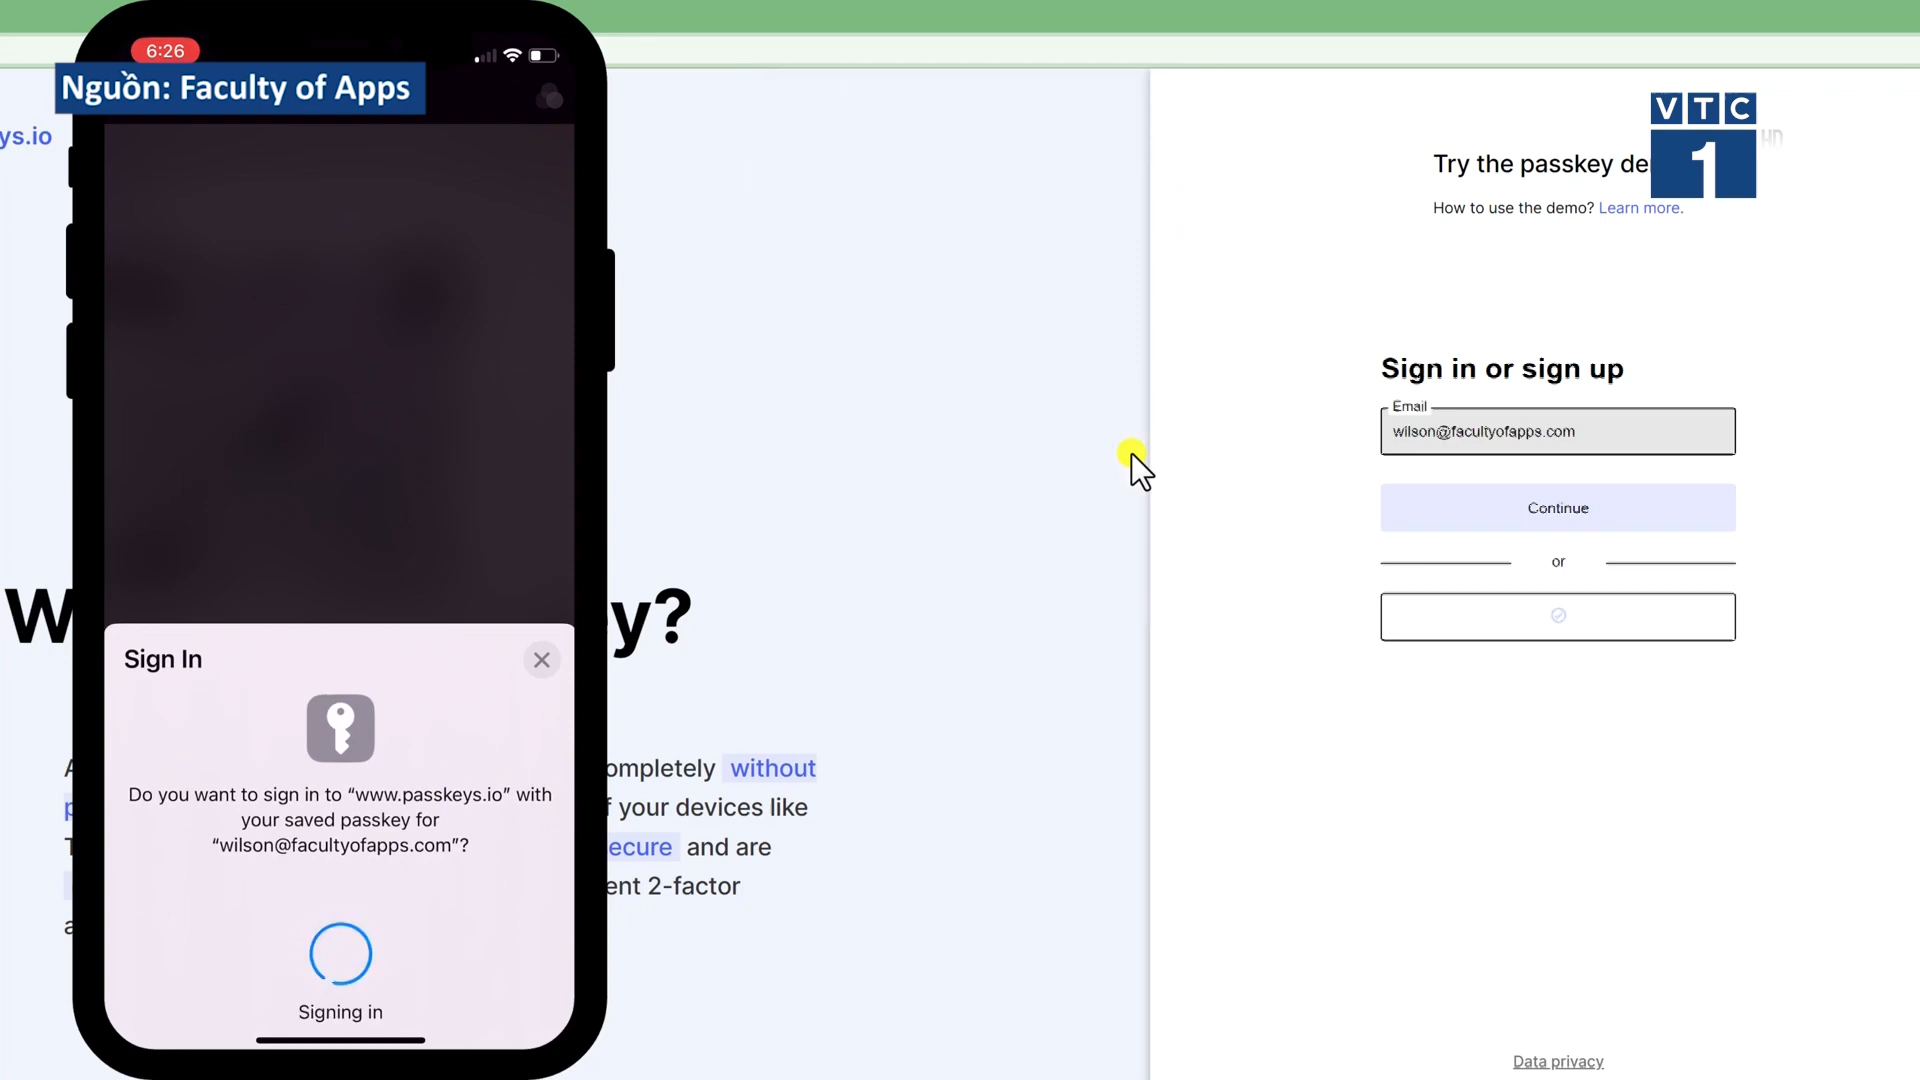 6:26
Nguồn: Faculty of Apps
ys.io
W
y?
ompletely without
your devices like
ecure and are
ent 2-factor
Sign In
Do you want to sign in to “www.passkeys.io” with
your saved passkey for
“wilson@facultyofapps.com”?
Signing in
VTC
1
HD
Try the passkey de
How to use the demo? Learn more.
Sign in or sign up
Email
wilson@facultyofapps.com
Continue
or
Data privacy